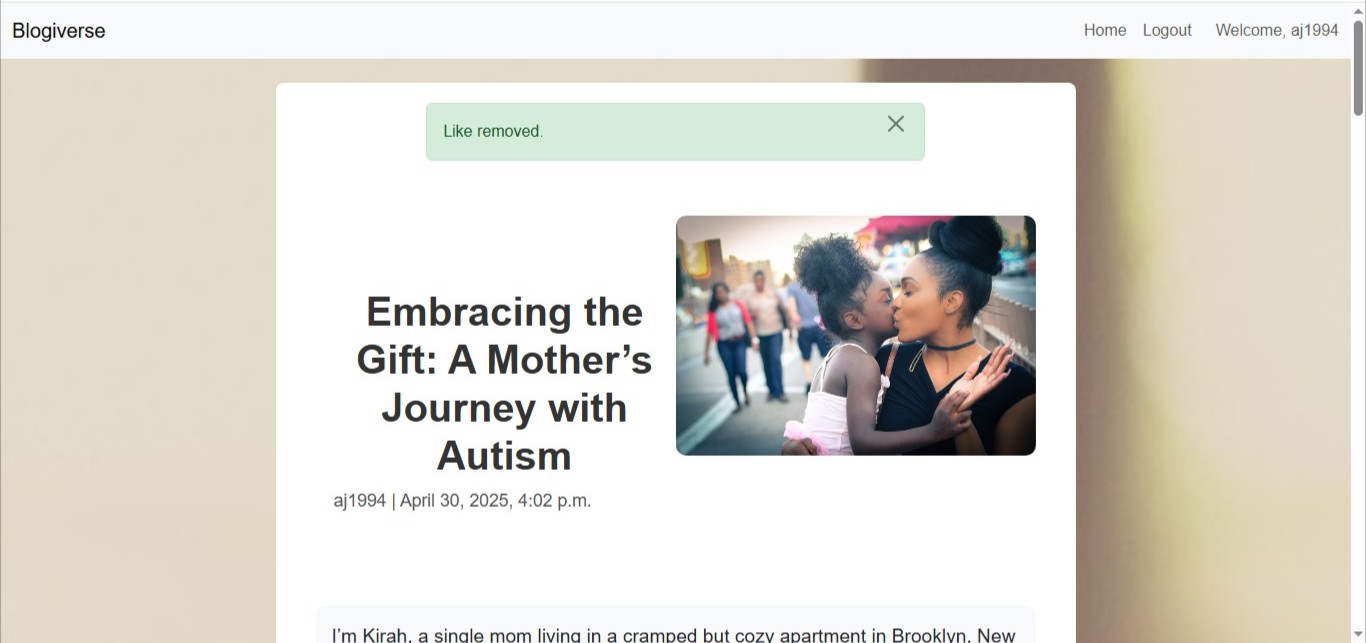 Blogiverse
Home Logout Welcome, aj1994
Like removed.
Embracing the
Gift: A Mother’s
Journey with
Autism
aj1994 | April 30, 2025, 4:02 p.m.
I’m Kirah, a single mom living in a cramped but cozy apartment in Brooklyn, New